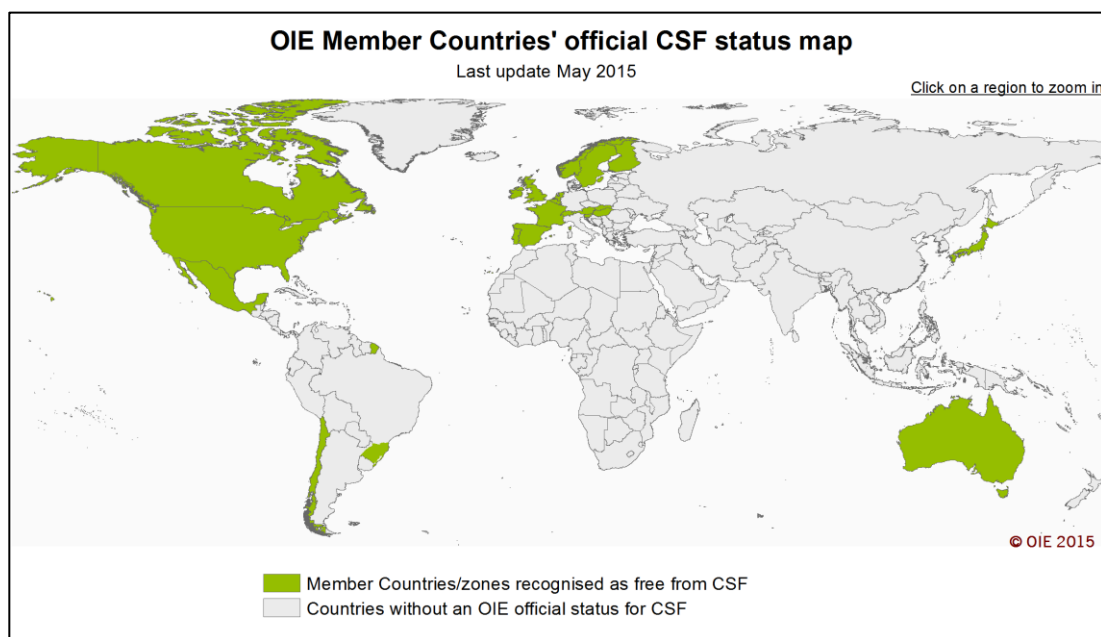 OIE Member Countries' official CSF status map
Last update May 2015
Click on a region to zoom in
© OIE 2015
Member Countries/zones recognised as free from CSF
Countries without an OIE official status for CSF